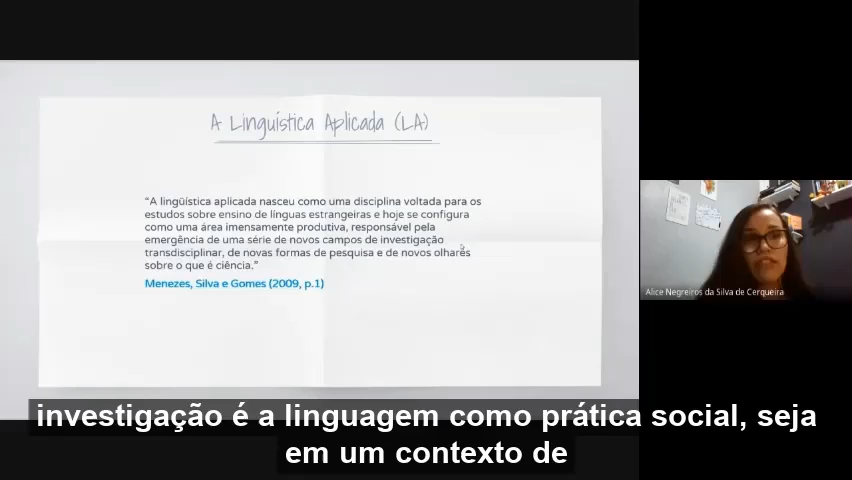 A Linguística Aplicada (LA)
“A lingüística aplicada nasceu como uma disciplina voltada para os
estudos sobre ensino de línguas estrangeiras e hoje se configura
como uma área imensamente produtiva, responsável pela
emergência de uma série de novos campos de investigação
transdisciplinar, de novas formas de pesquisa e de novos olhares
sobre o que é ciência.”
Menezes, Silva e Gomes (2009, p.1)
Alice Negreiros da Silva de Cerqueira
investigação é a linguagem como prática social, seja
em um contexto de